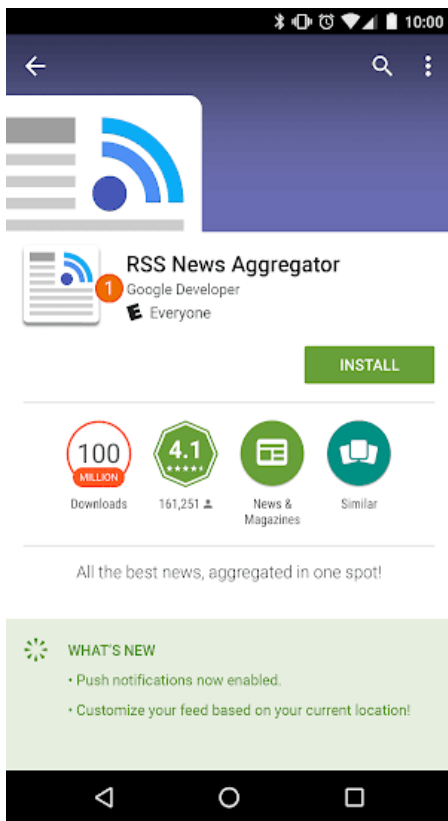 10:00
RSS News Aggregator
1
Google Developer
E Everyone
INSTALL
100
MILLION
4.1
Downloads
161,251
News &
Magazines
Similar
All the best news, aggregated in one spot!
WHAT'S NEW
• Push notifications now enabled.
• Customize your feed based on your current location!